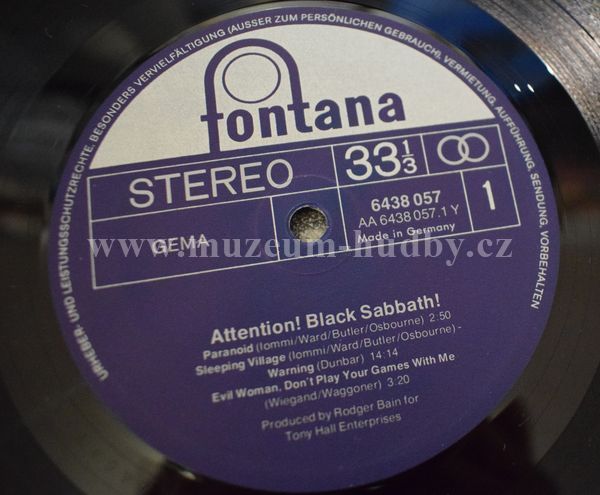 URHEBER- UND LEISTUNGSSCHUTZRECHTE, BESONDERS VERVIELFÄLTIGUNG (AUSSER ZUM PERSÖNLICHEN GEBRAUCH), VERMIETUNG, AUFFÜHRUNG, SENDUNG, VORBEHALTEN
fontana
STEREO
33 1/3
GEMA
6438 057
AA 6438 057.1 Y
Made in Germany
1
www.muzeum-hudby.cz
Attention! Black Sabbath!
Paranoid (Iommi/Ward/Butler/Osbourne) 2:50
Sleeping Village (Iommi/Ward/Butler/Osbourne) -
Warning (Dunbar) 14:14
Evil Woman, Don't Play Your Games With Me
(Wiegand/Waggoner) 3:20
Produced by Rodger Bain for
Tony Hall Enterprises